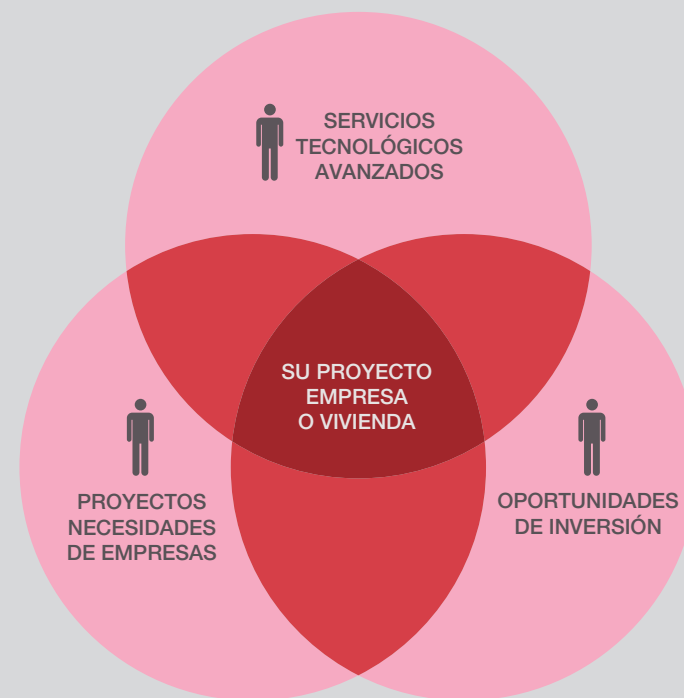 SERVICIOS
TECNOLÓGICOS
AVANZADOS
SU PROYECTO
EMPRESA
O VIVIENDA
PROYECTOS
NECESIDADES
DE EMPRESAS
OPORTUNIDADES
DE INVERSIÓN